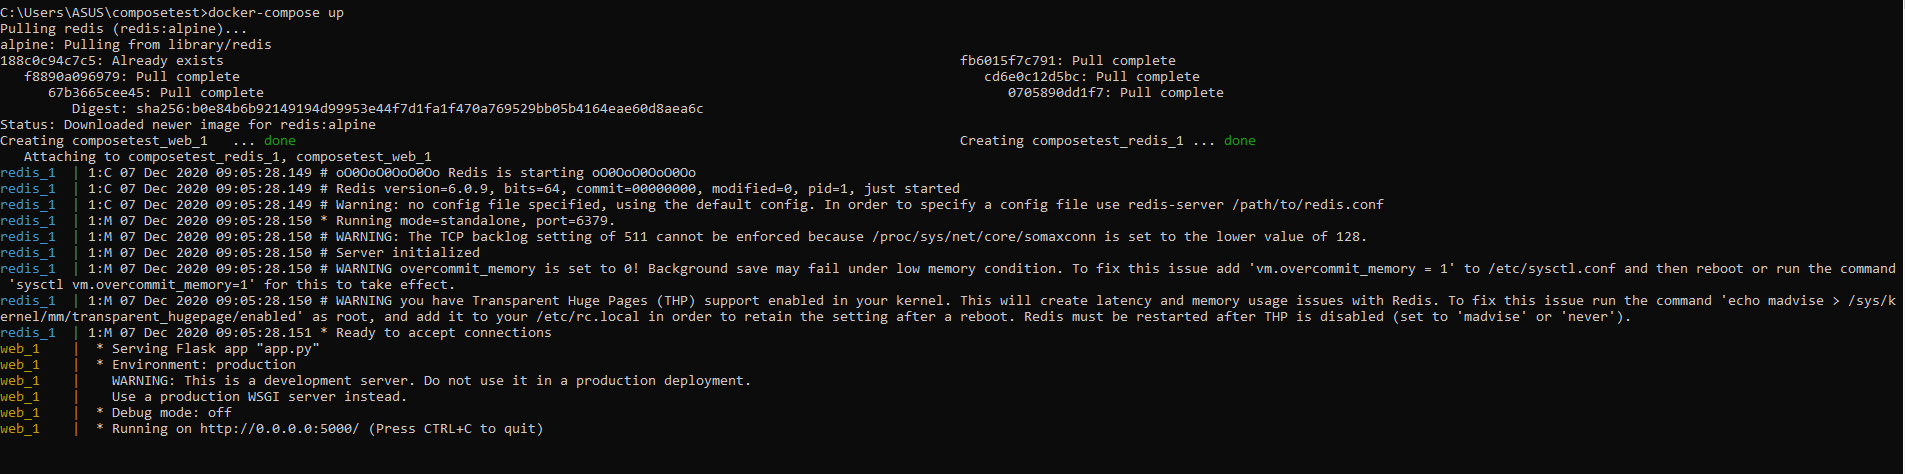 C:\Users\ASUS\composetest>docker-compose up
Pulling redis (redis:alpine)...
alpine: Pulling from library/redis
188c0c94c7c5: Already exists fb6015f7c791: Pull complete
f8890a096979: Pull complete cd6e0c12d5bc: Pull complete
67b3665cee45: Pull complete 0705890dd1f7: Pull complete
Digest: sha256:b0e84b6b92149194d99953e44f7d1fa1f470a769529bb05b4164eae60d8aea6c
Status: Downloaded newer image for redis:alpine
Creating composetest_web_1   ... done Creating composetest_redis_1 ... done
Attaching to composetest_redis_1, composetest_web_1
redis_1  | 1:C 07 Dec 2020 09:05:28.149 # oO0OoO0OoO0Oo Redis is starting oO0OoO0OoO0Oo
redis_1  | 1:C 07 Dec 2020 09:05:28.149 # Redis version=6.0.9, bits=64, commit=00000000, modified=0, pid=1, just started
redis_1  | 1:C 07 Dec 2020 09:05:28.149 # Warning: no config file specified, using the default config. In order to specify a config file use redis-server /path/to/redis.conf
redis_1  | 1:M 07 Dec 2020 09:05:28.150 * Running mode=standalone, port=6379.
redis_1  | 1:M 07 Dec 2020 09:05:28.150 # WARNING: The TCP backlog setting of 511 cannot be enforced because /proc/sys/net/core/somaxconn is set to the lower value of 128.
redis_1  | 1:M 07 Dec 2020 09:05:28.150 # Server initialized
redis_1  | 1:M 07 Dec 2020 09:05:28.150 # WARNING overcommit_memory is set to 0! Background save may fail under low memory condition. To fix this issue add 'vm.overcommit_memory = 1' to /etc/sysctl.conf and then reboot or run the command
'sysctl vm.overcommit_memory=1' for this to take effect.
redis_1  | 1:M 07 Dec 2020 09:05:28.150 # WARNING you have Transparent Huge Pages (THP) support enabled in your kernel. This will create latency and memory usage issues with Redis. To fix this issue run the command 'echo madvise > /sys/k
ernel/mm/transparent_hugepage/enabled' as root, and add it to your /etc/rc.local in order to retain the setting after a reboot. Redis must be restarted after THP is disabled (set to 'madvise' or 'never').
redis_1  | 1:M 07 Dec 2020 09:05:28.151 * Ready to accept connections
web_1    |  * Serving Flask app "app.py"
web_1    |  * Environment: production
web_1    |    WARNING: This is a development server. Do not use it in a production deployment.
web_1    |    Use a production WSGI server instead.
web_1    |  * Debug mode: off
web_1    |  * Running on http://0.0.0.0:5000/ (Press CTRL+C to quit)